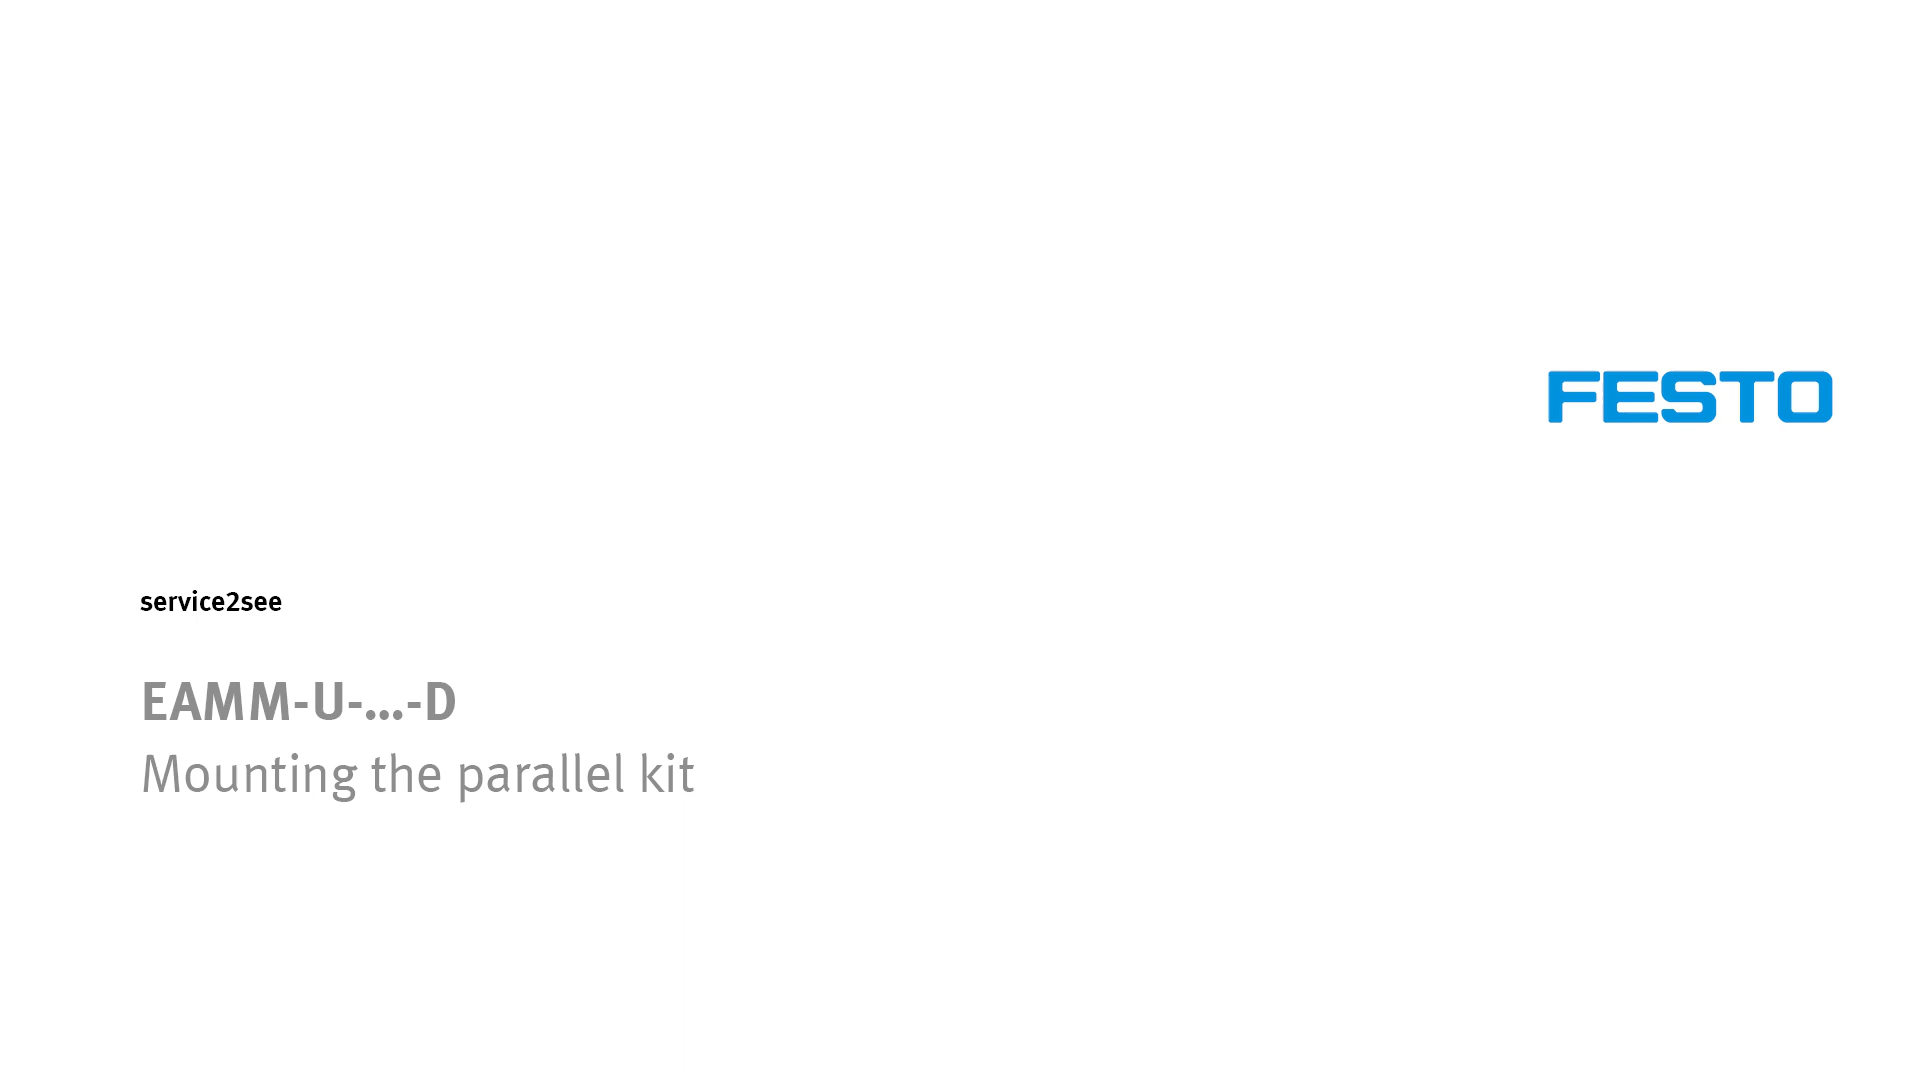 FESTO
service2see
EAMM-U-...-D
Mounting the parallel kit